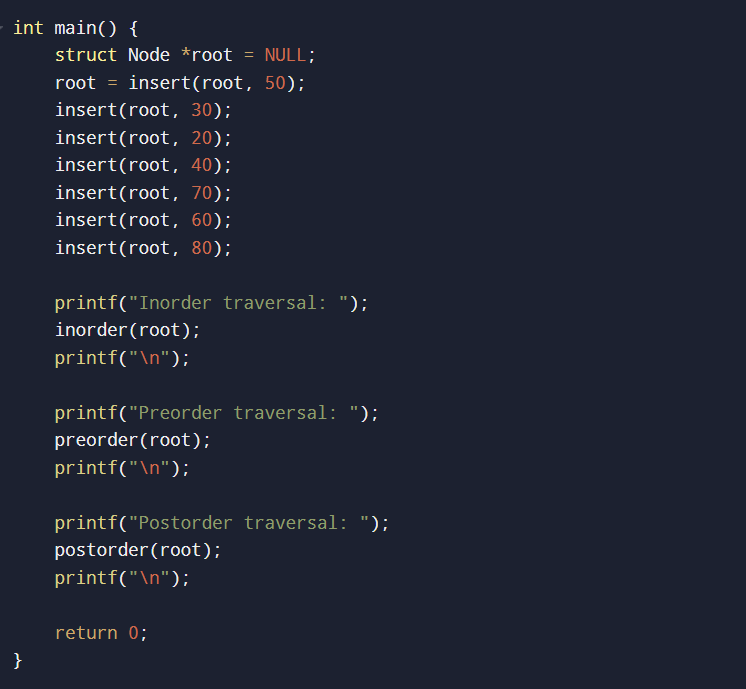 int main() {
    struct Node *root = NULL;
    root = insert(root, 50);
    insert(root, 30);
    insert(root, 20);
    insert(root, 40);
    insert(root, 70);
    insert(root, 60);
    insert(root, 80);

    printf("Inorder traversal: ");
    inorder(root);
    printf("\n");

    printf("Preorder traversal: ");
    preorder(root);
    printf("\n");

    printf("Postorder traversal: ");
    postorder(root);
    printf("\n");

    return 0;
}